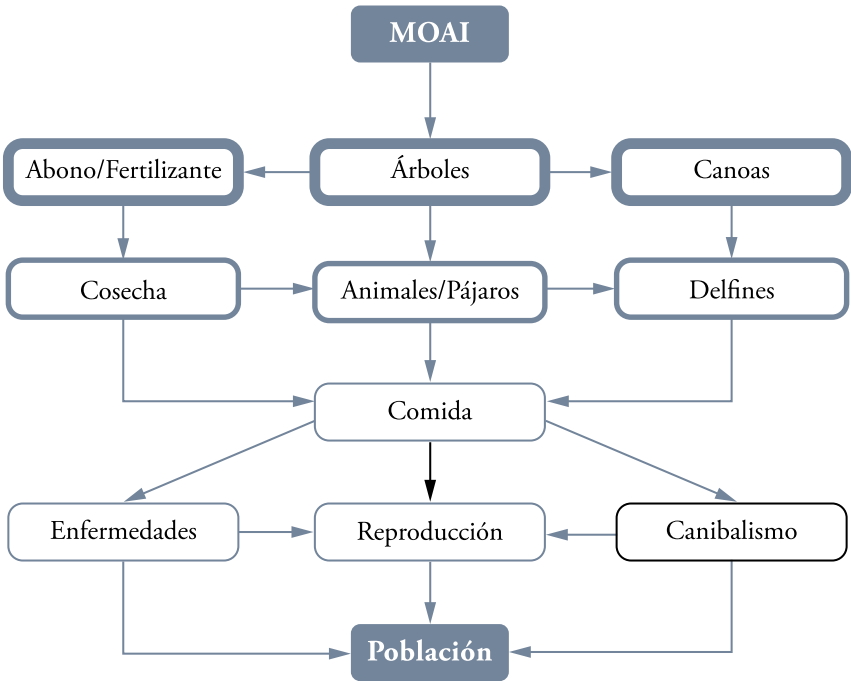 MOAI
Abono/Fertilizante
Árboles
Canoas
Cosecha
Animales/Pájaros
Delfines
Comida
Enfermedades
Reproducción
Canibalismo
Población